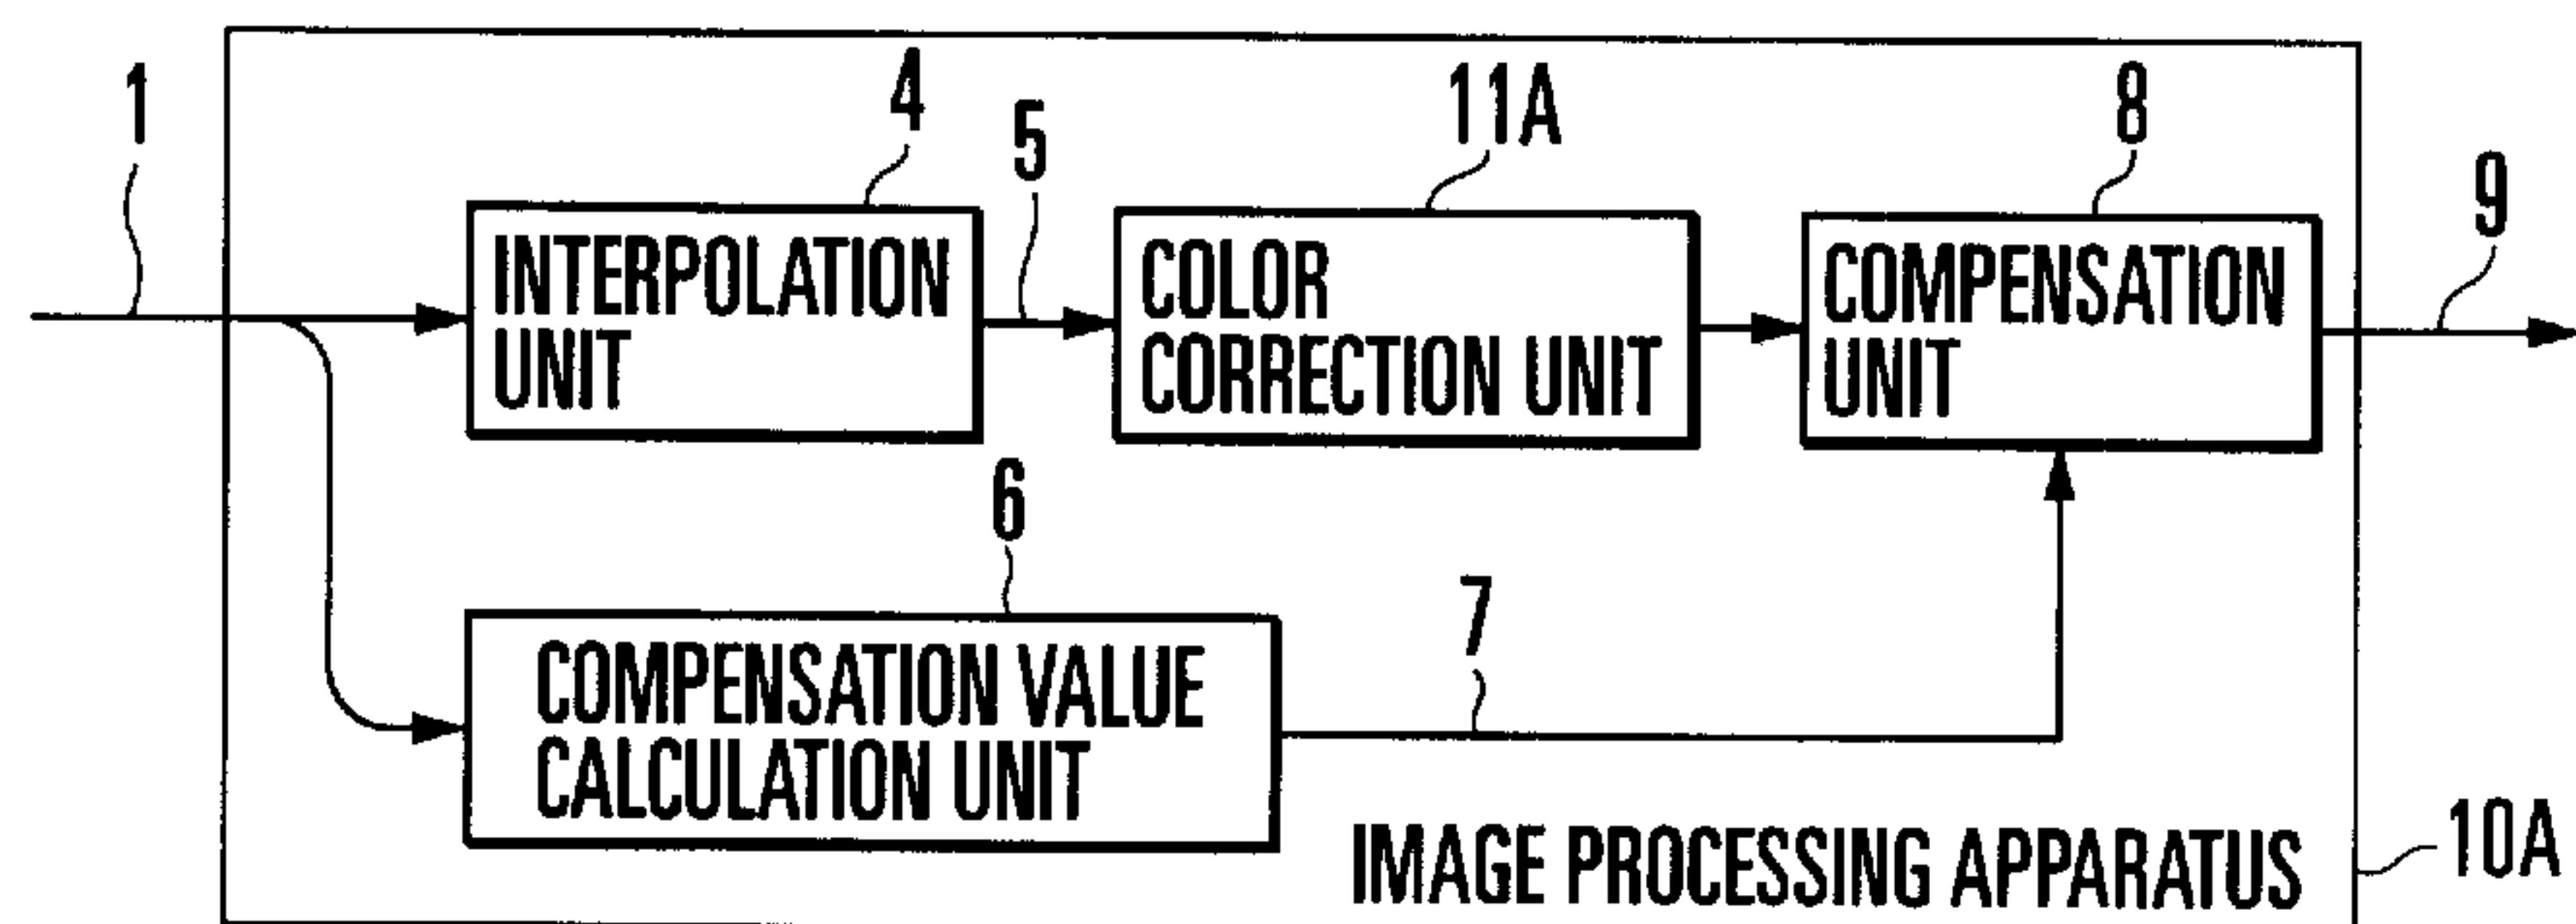 1
4
5
11A
8
9
INTERPOLATION
UNIT
COLOR
CORRECTION UNIT
COMPENSATION
UNIT
6
7
COMPENSATION VALUE
CALCULATION UNIT
IMAGE PROCESSING APPARATUS
10A